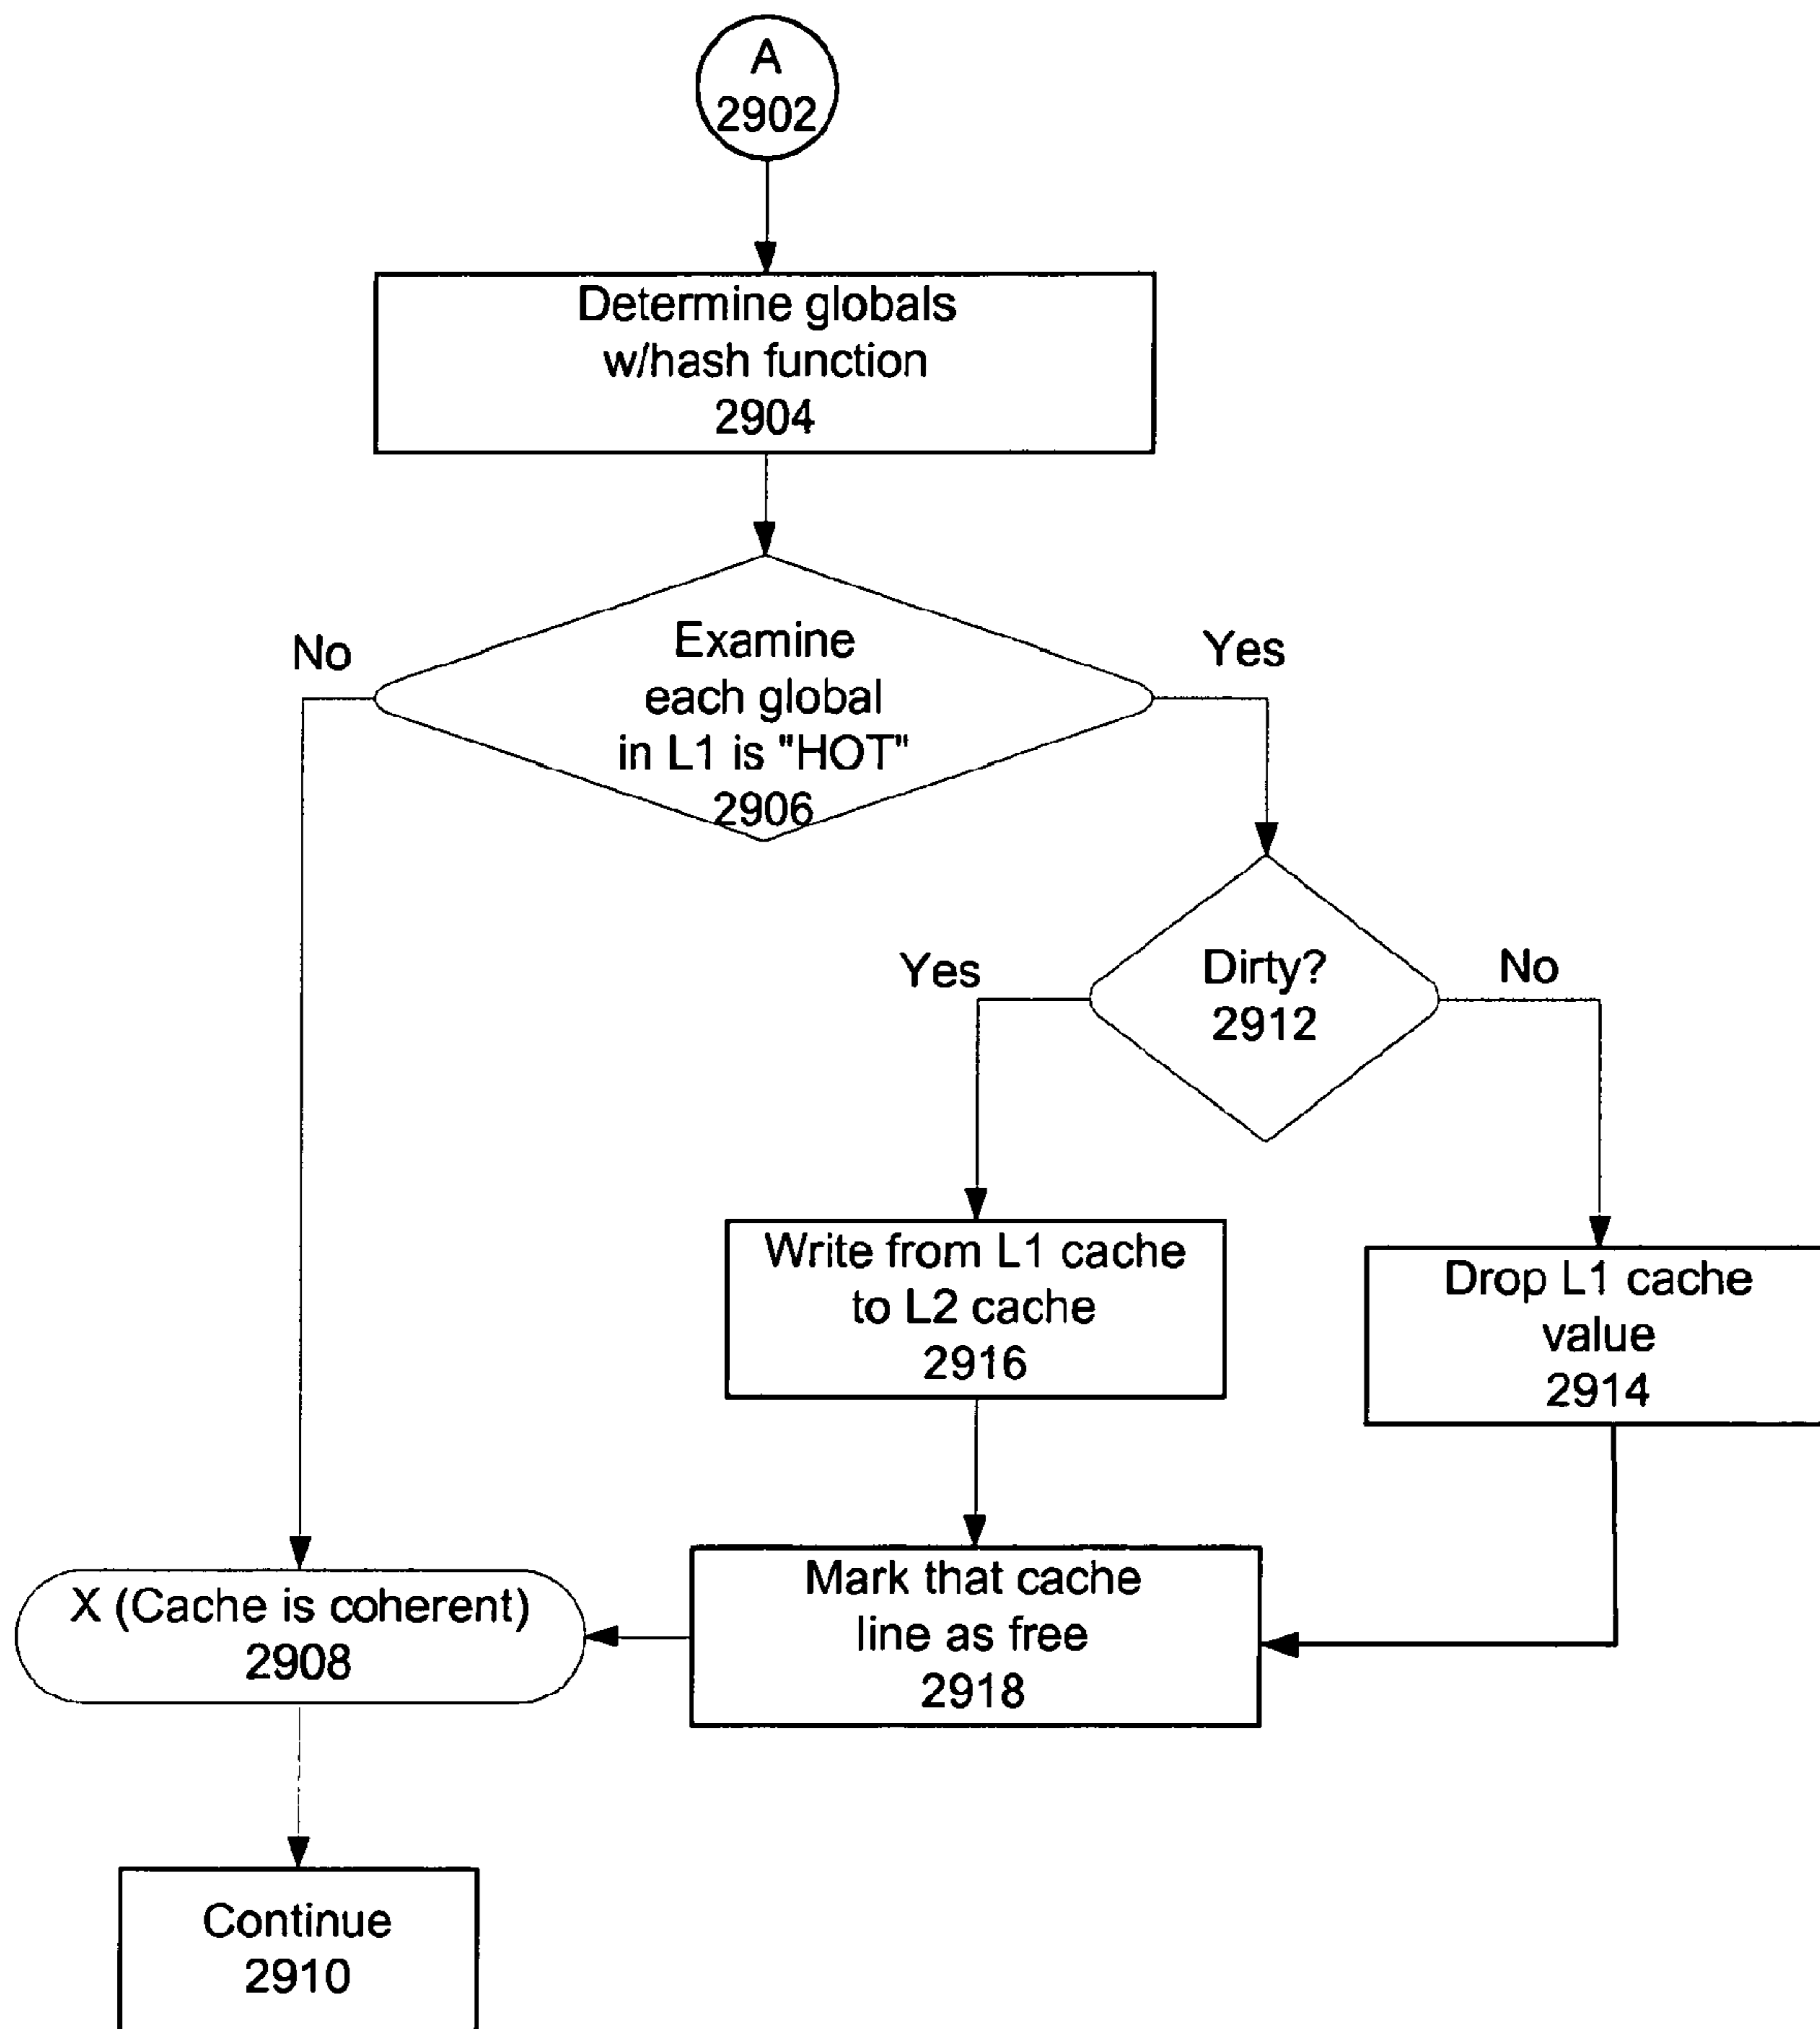 A
2902
Determine globals
w/hash function
2904
No
Examine
each global
in L1 is "HOT"
2906
Yes
Yes
Dirty?
2912
No
Write from L1 cache
to L2 cache
2916
Drop L1 cache
value
2914
X (Cache is coherent)
2908
Mark that cache
line as free
2918
Continue
2910